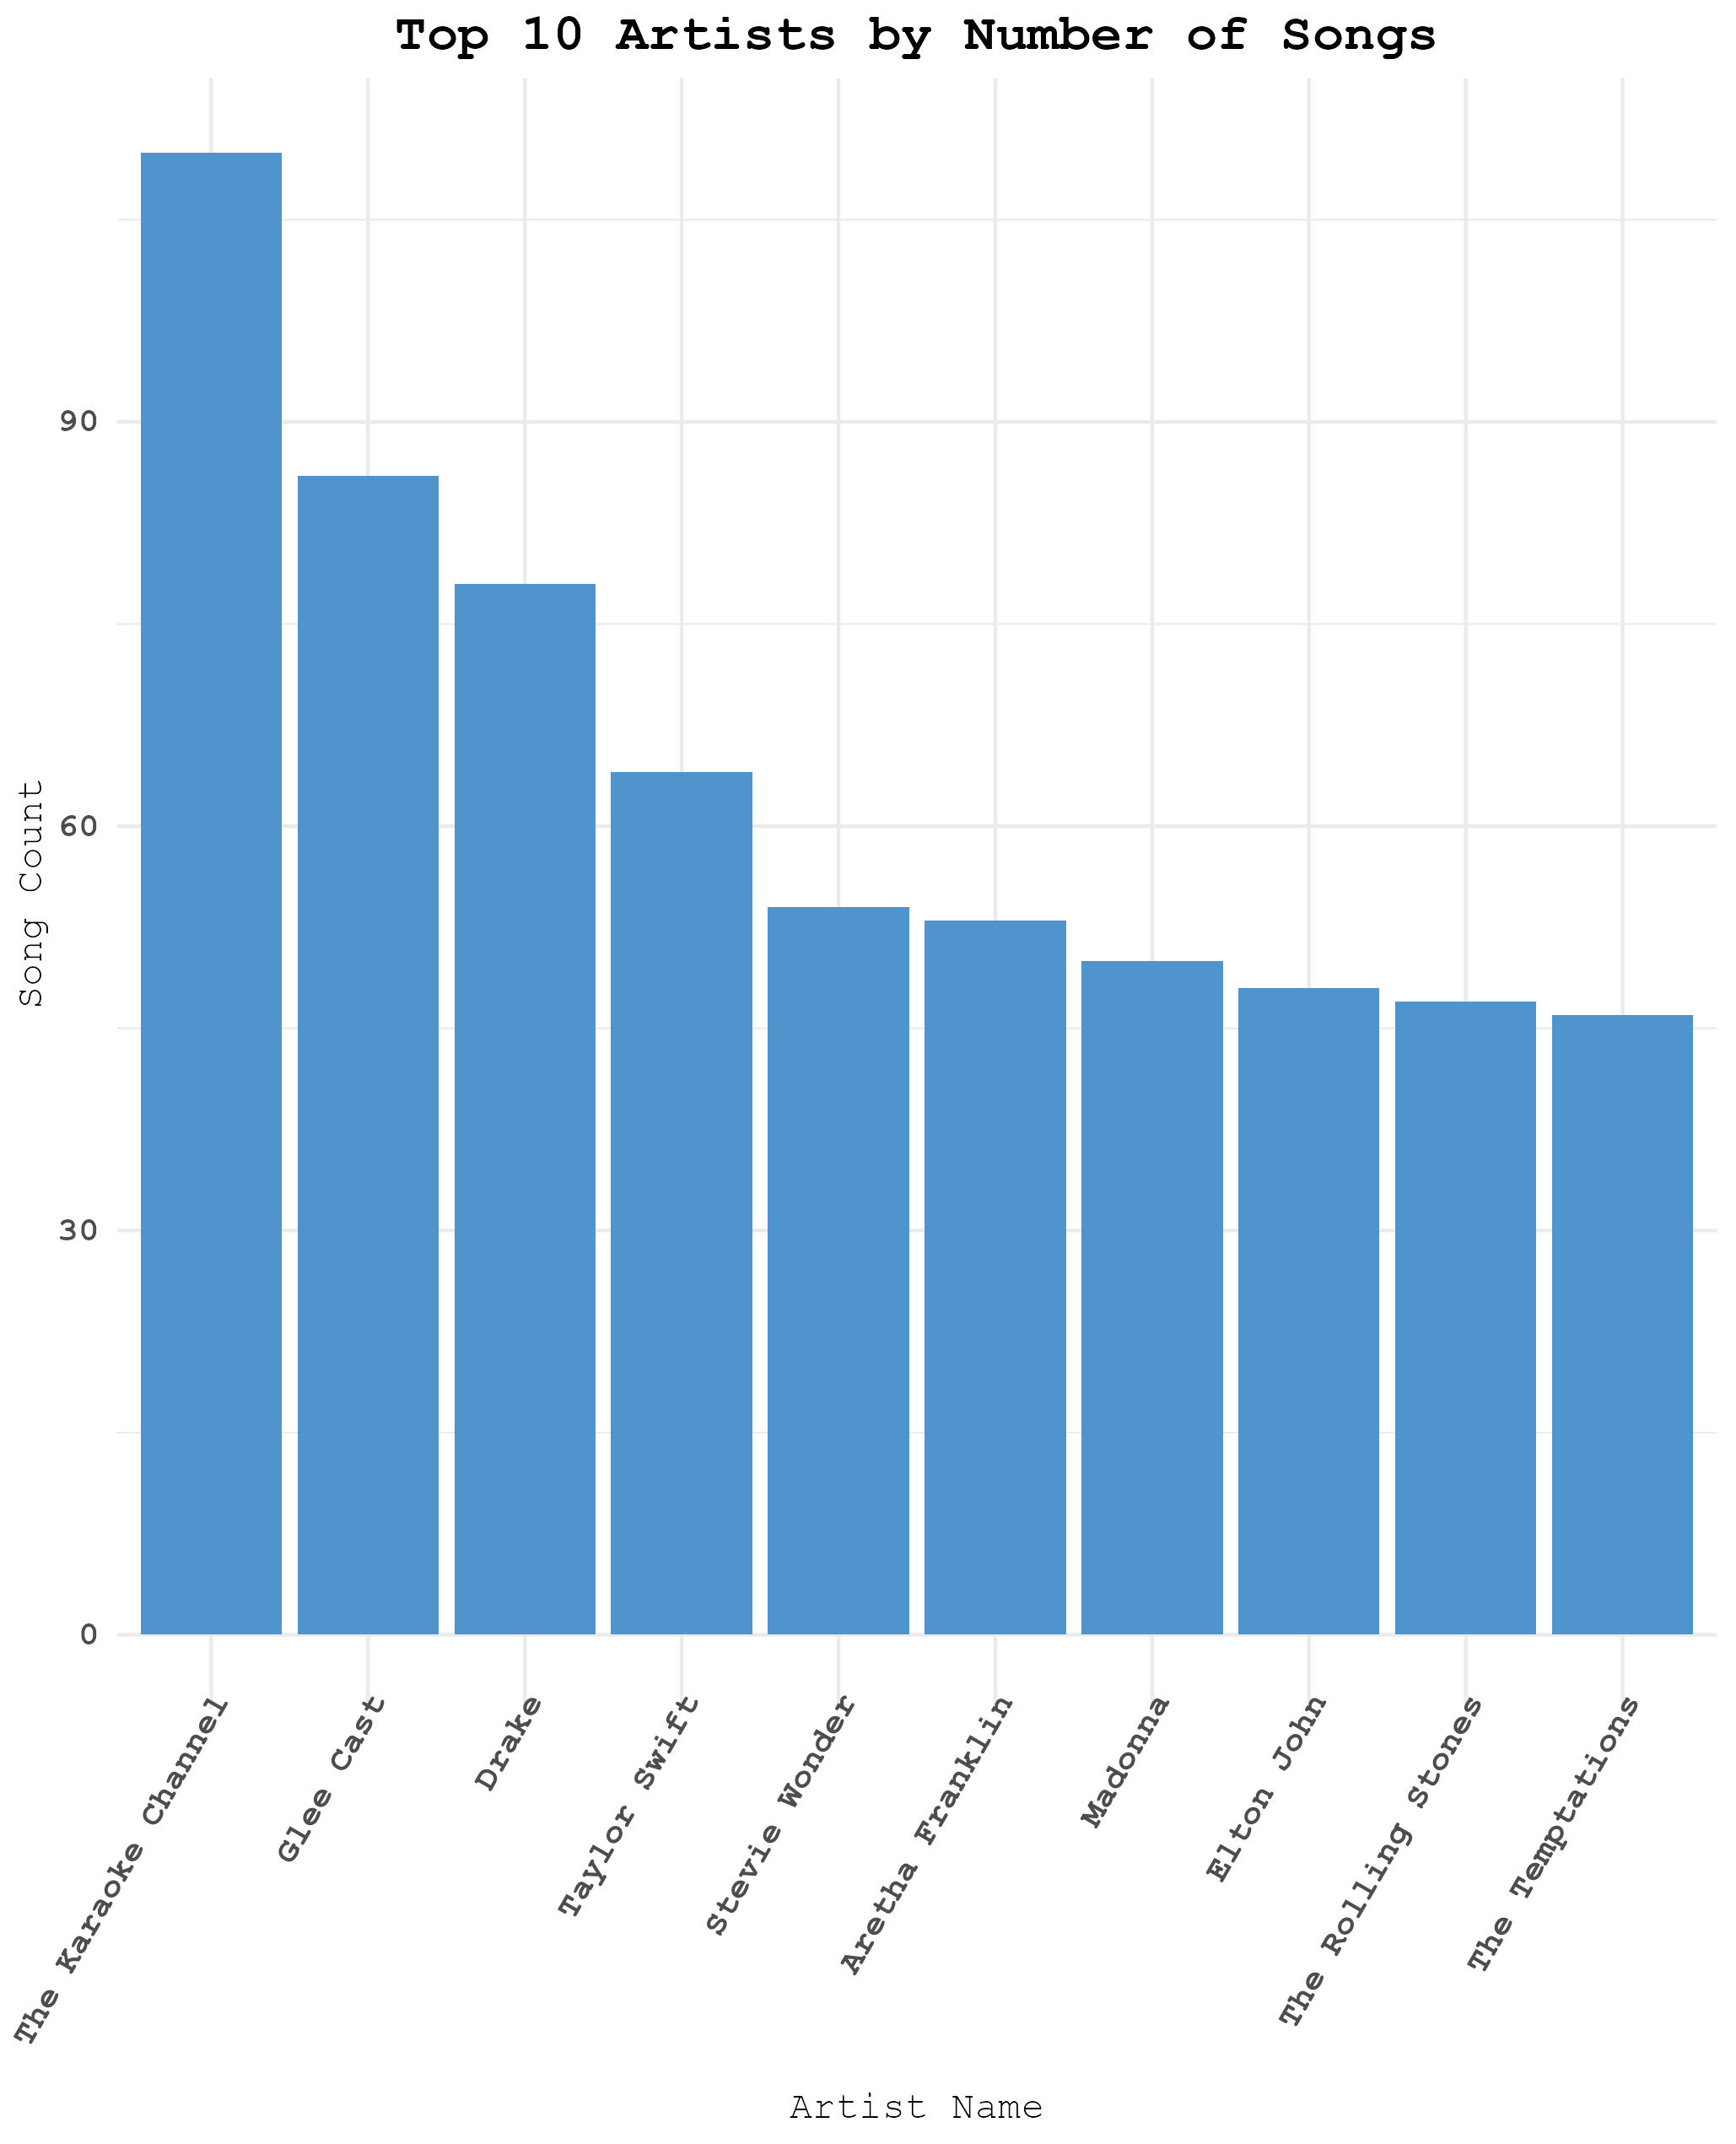 Top 10 Artists by Number of Songs
Song Count
90
60
30
0
The Karaoke Channel
Glee Cast
Drake
Taylor Swift
Stevie Wonder
Aretha Franklin
Madonna
Elton John
The Rolling Stones
The Temptations
Artist Name